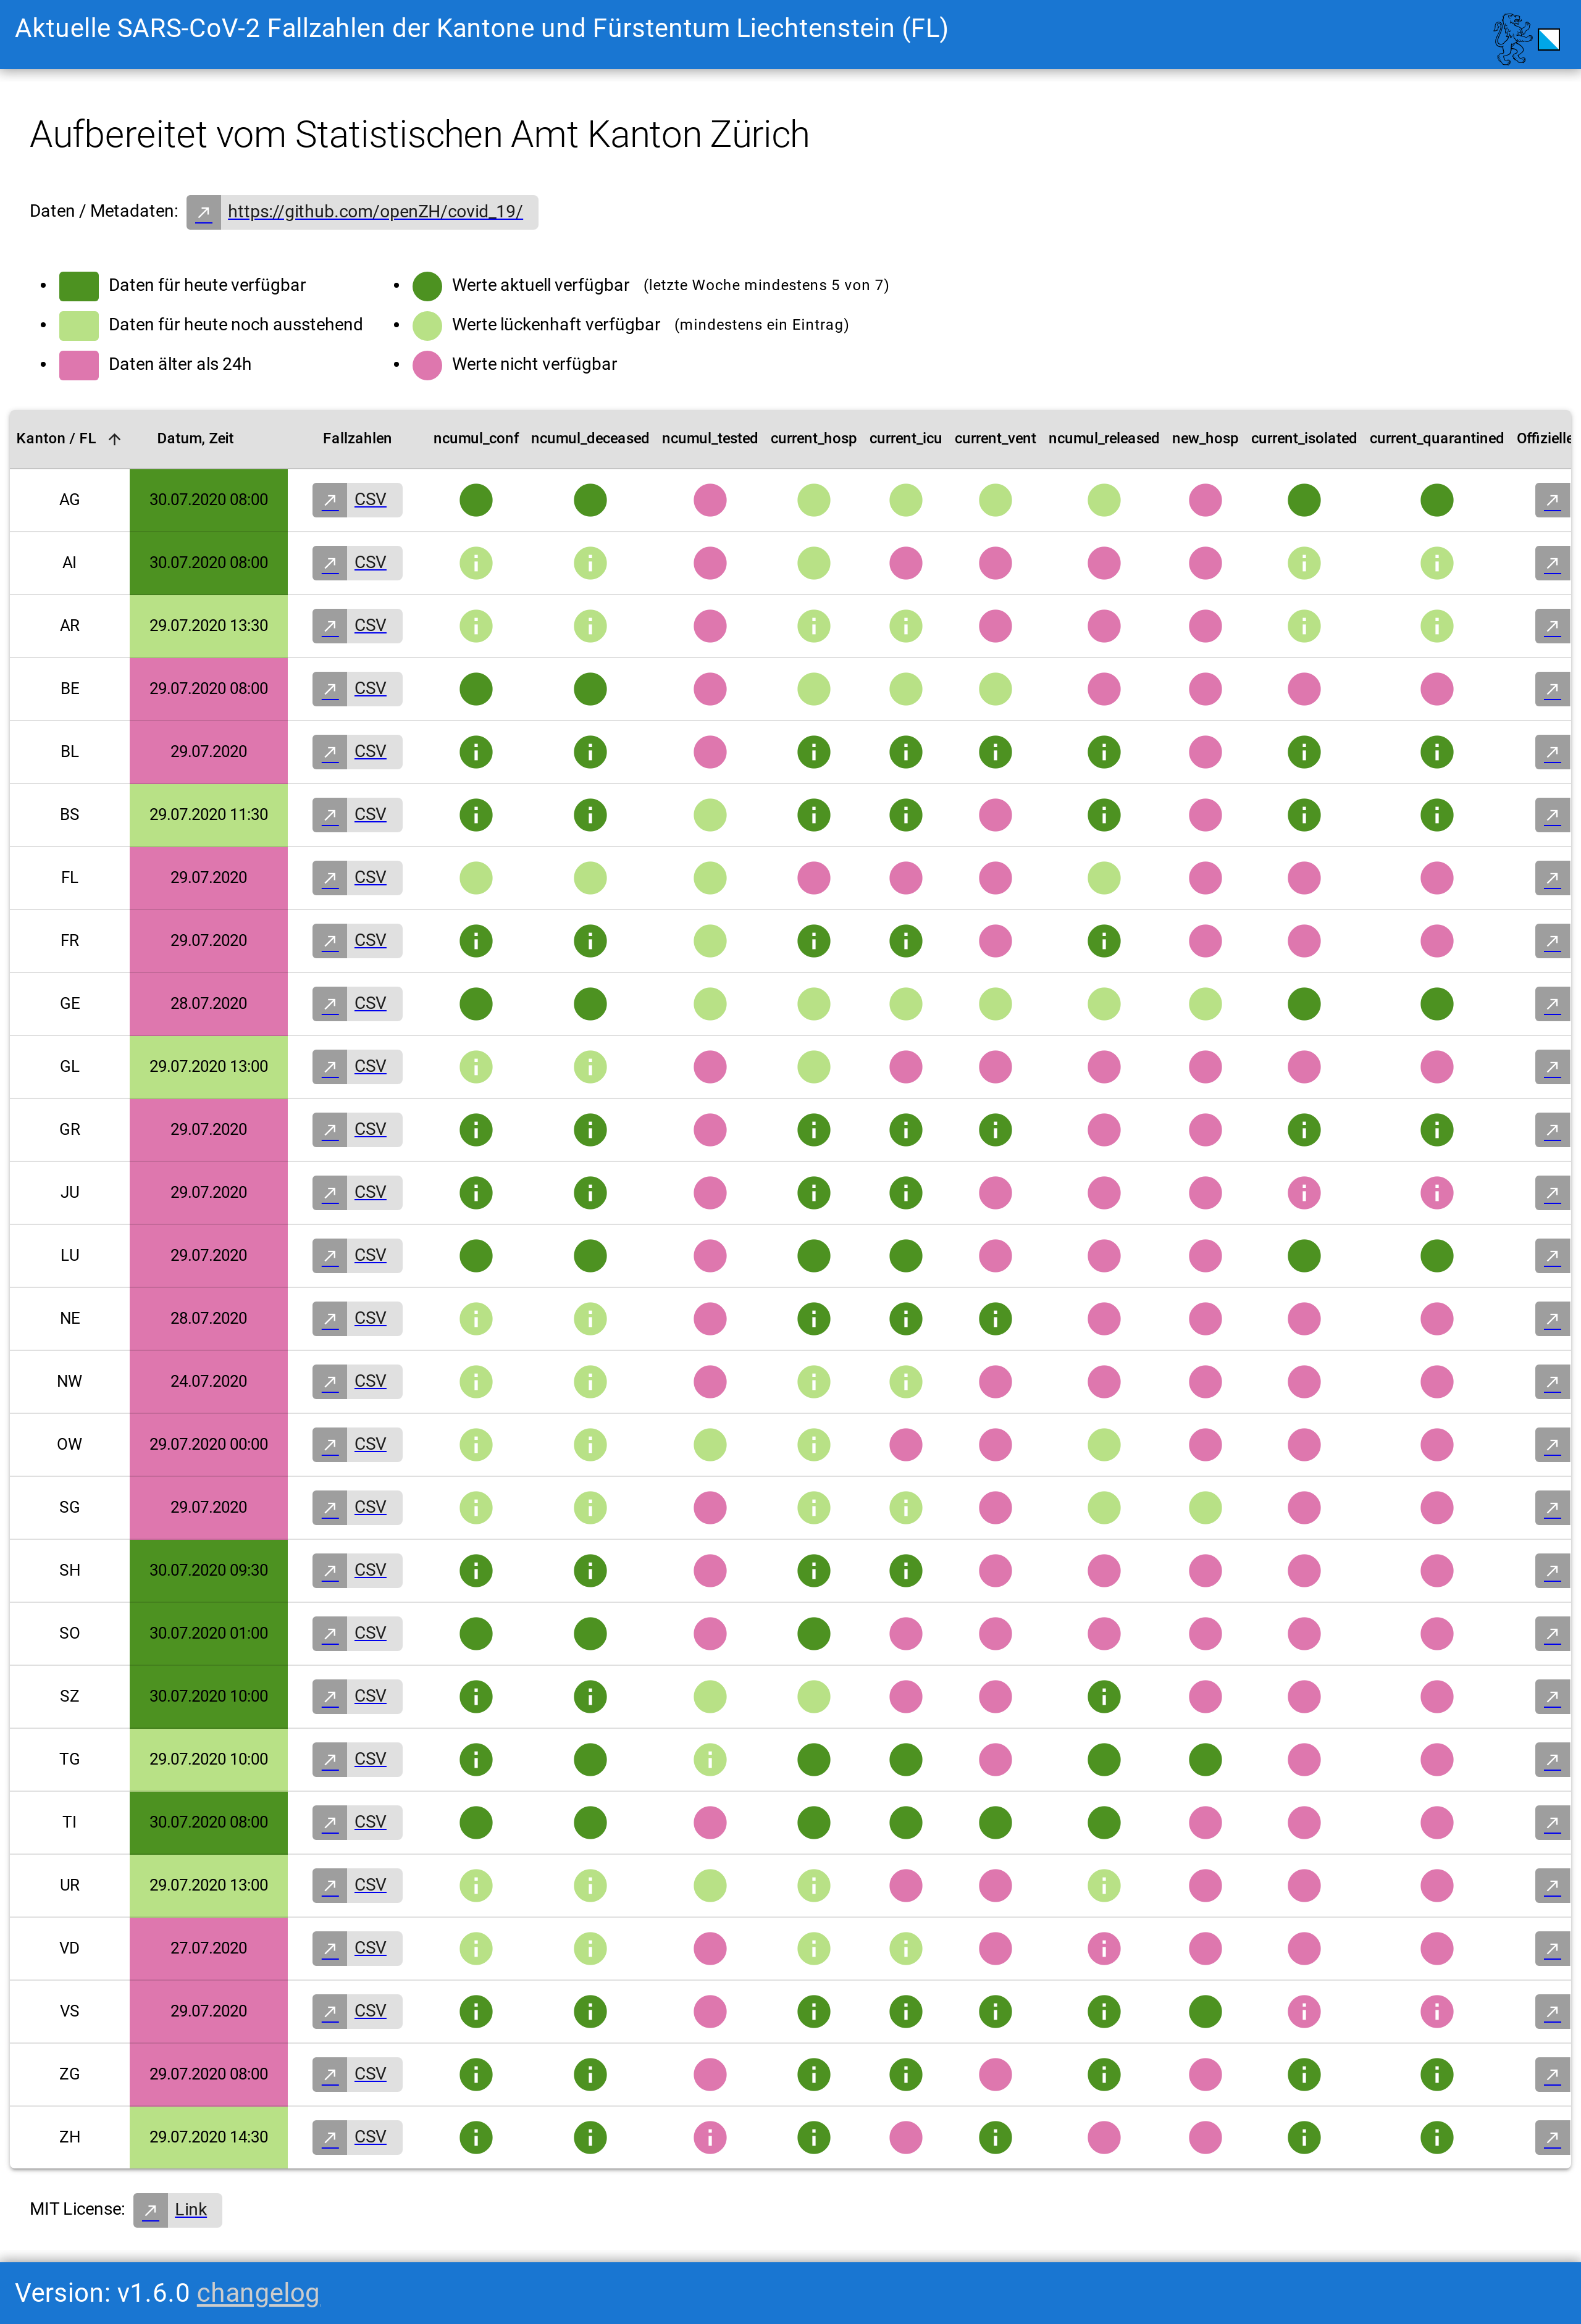 Aktuelle SARS-CoV-2 Fallzahlen der Kantone und Fürstentum Liechtenstein (FL)
Aufbereitet vom Statistischen Amt Kanton Zürich
Daten / Metadaten: https://github.com/openZH/covid_19/
Daten für heute verfügbar
Daten für heute noch ausstehend
Daten älter als 24h
Werte aktuell verfügbar (letzte Woche mindestens 5 von 7)
Werte lückenhaft verfügbar (mindestens ein Eintrag)
Werte nicht verfügbar
Kanton / FL Datum, Zeit Fallzahlen ncumul_conf ncumul_deceased ncumul_tested current_hosp current_icu current_vent ncumul_released new_hosp current_isolated current_quarantined Offizielle
AG 30.07.2020 08:00 CSV
AI 30.07.2020 08:00 CSV
AR 29.07.2020 13:30 CSV
BE 29.07.2020 08:00 CSV
BL 29.07.2020 CSV
BS 29.07.2020 11:30 CSV
FL 29.07.2020 CSV
FR 29.07.2020 CSV
GE 28.07.2020 CSV
GL 29.07.2020 13:00 CSV
GR 29.07.2020 CSV
JU 29.07.2020 CSV
LU 29.07.2020 CSV
NE 28.07.2020 CSV
NW 24.07.2020 CSV
OW 29.07.2020 00:00 CSV
SG 29.07.2020 CSV
SH 30.07.2020 09:30 CSV
SO 30.07.2020 01:00 CSV
SZ 30.07.2020 10:00 CSV
TG 29.07.2020 10:00 CSV
TI 30.07.2020 08:00 CSV
UR 29.07.2020 13:00 CSV
VD 27.07.2020 CSV
VS 29.07.2020 CSV
ZG 29.07.2020 08:00 CSV
ZH 29.07.2020 14:30 CSV
MIT License: Link
Version: v1.6.0 changelog